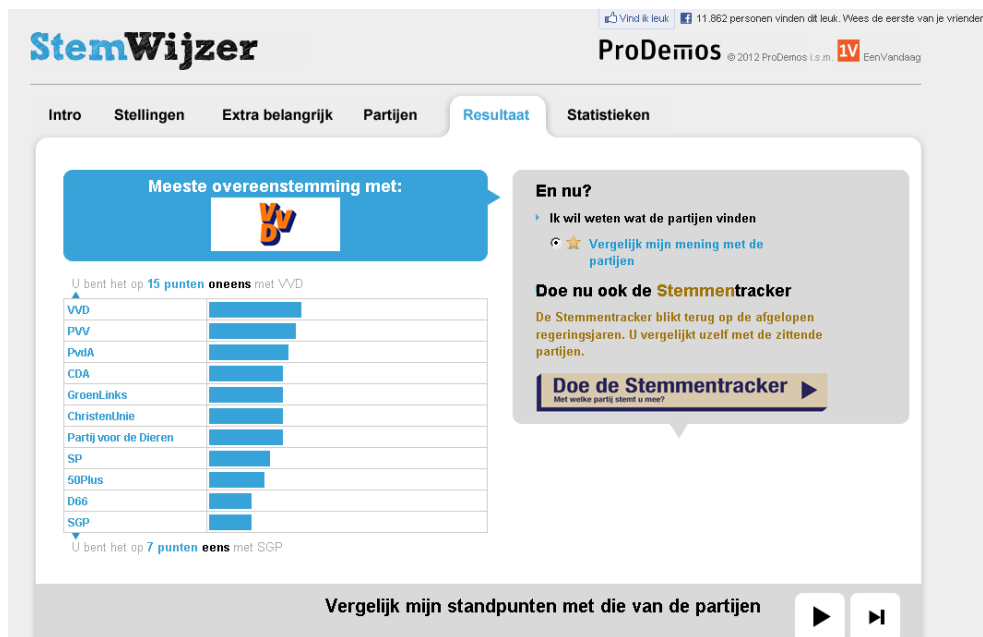 Vind ik leuk 11.862 personen vinden dit leuk. Wees de eerste van je vrienden
StemWijzer
ProDemos © 2012 ProDemos i.s.m. 1V EenVandaag
Intro Stellingen Extra belangrijk Partijen Resultaat Statistieken
Meeste overeenstemming met:
VVD
U bent het op 15 punten oneens met VVD
VVD
PVV
PvdA
CDA
GroenLinks
ChristenUnie
Partij voor de Dieren
SP
50Plus
D66
SGP
U bent het op 7 punten eens met SGP
En nu?
Ik wil weten wat de partijen vinden
Vergelijk mijn mening met de
partijen
Doe nu ook de Stemmentracker
De Stemmentracker blikt terug op de afgelopen
regeringsjaren. U vergelijkt uzelf met de zittende
partijen.
Doe de Stemmentracker
Met welke partij stemt u mee?
Vergelijk mijn standpunten met die van de partijen